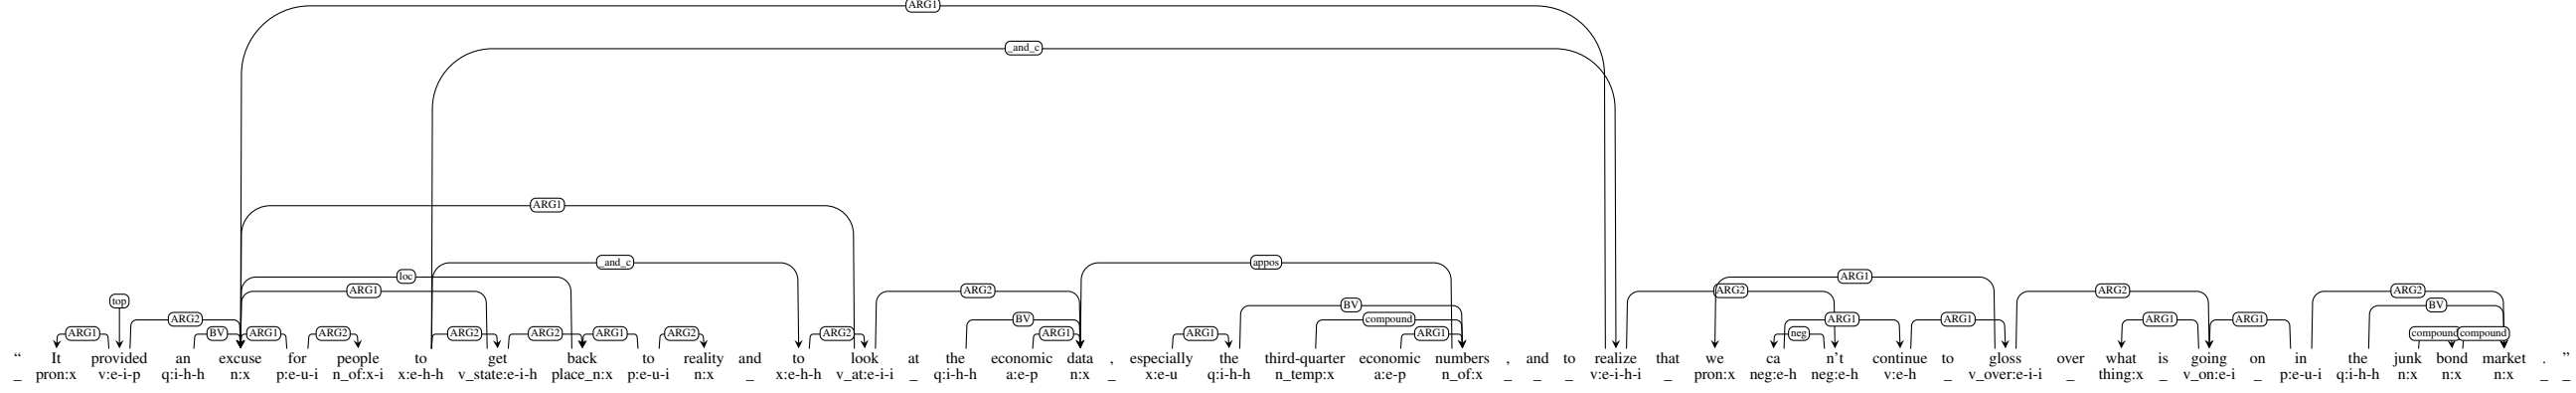 ARG1
_and_c
ARG1
_and_c appos
loc ARG1
ARG1 ARG2 ARG2 ARG2 ARG2
top BV BV
ARG2 BV compound ARG1 ARG1 ARG1 ARG1
ARG1 BV ARG1 ARG2 ARG2 ARG2 ARG1 ARG2 ARG2 ARG1 ARG1 ARG1 neg compound compound
“ It provided an excuse for people to get back to reality and to look at the economic data , especially the third-quarter economic numbers , and to realize that we ca n’t continue to gloss over what is going on in the junk bond market . ”
_ pron:x v:e-i-p q:i-h-h n:x p:e-u-i n_of:x-i x:e-h-h v_state:e-i-h place_n:x p:e-u-i n:x _ x:e-h-h v_at:e-i-i _ q:i-h-h a:e-p n:x _ x:e-u q:i-h-h n_temp:x a:e-p n_of:x _ _ _ v:e-i-h-i _ pron:x neg:e-h neg:e-h v:e-h _ v_over:e-i-i _ thing:x _ v_on:e-i _ p:e-u-i q:i-h-h n:x n:x n:x _ _